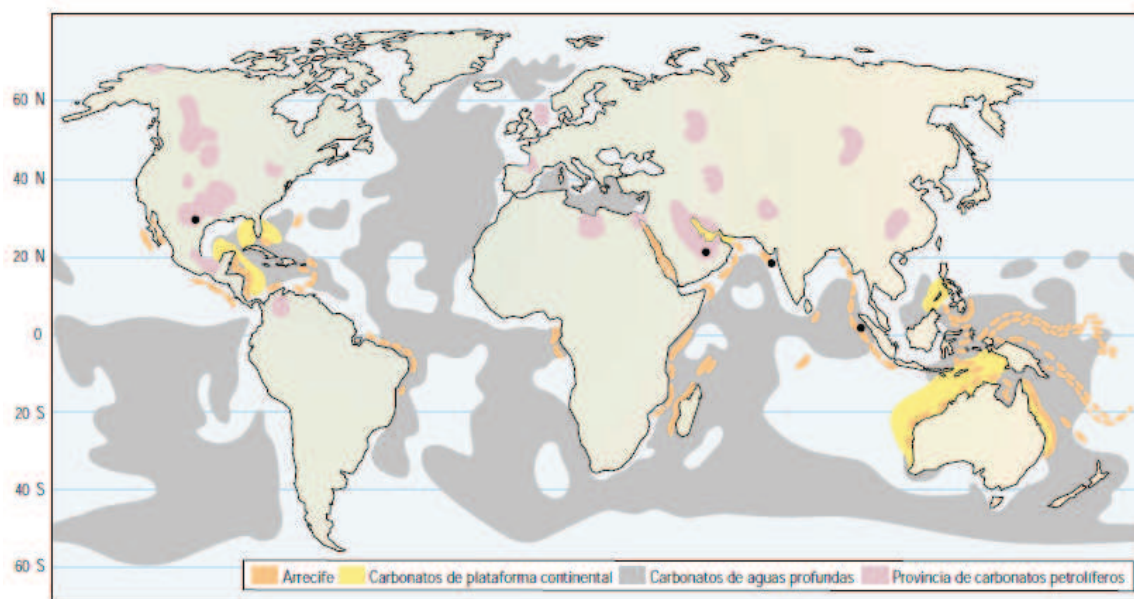 60 N
40 N
20 N
0
20 S
40 S
60 S
Arrecife
Carbonatos de plataforma continental
Carbonatos de aguas profundas
Provincia de carbonatos petrolíferos